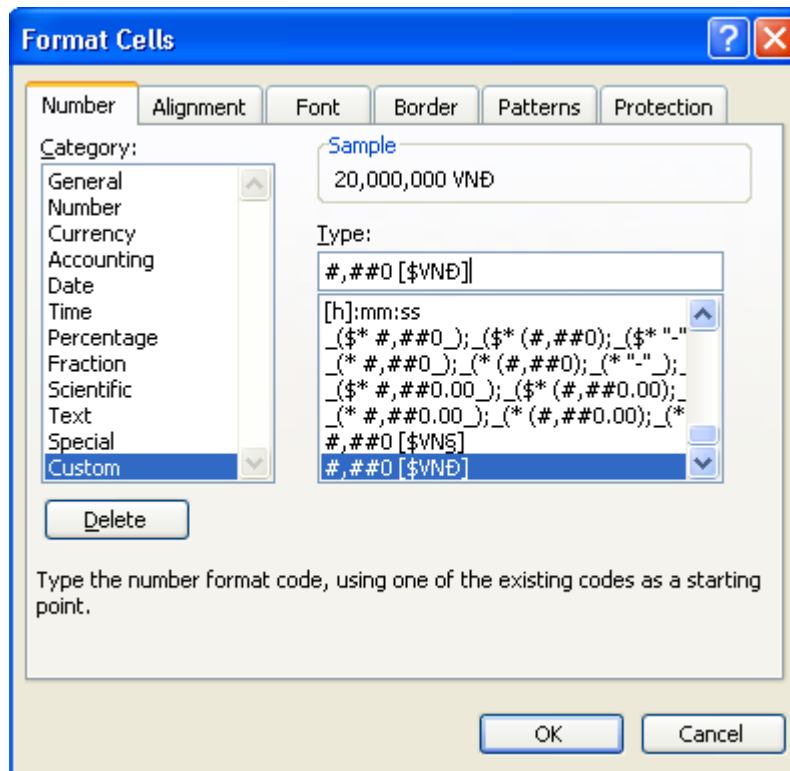 Format Cells
Number Alignment Font Border Patterns Protection
Category:
General
Number
Currency
Accounting
Date
Time
Percentage
Fraction
Scientific
Text
Special
Custom
Sample
20,000,000 VNĐ
Type:
#,##0 [$VNĐ]
[h]:mm:ss
_($* #,##0_);_($* (#,##0);_($* "-"
_(* #,##0_);_(* (#,##0);_(* "-"_);_
_($* #,##0.00_);_($* (#,##0.00);_
_(* #,##0.00_);_(* (#,##0.00);_(*
#,##0 [$VN§]
#,##0 [$VNĐ]
Delete
Type the number format code, using one of the existing codes as a starting
point.
OK Cancel